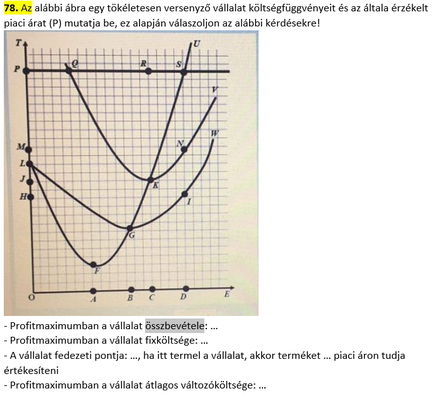 78. Az alábbi ábra egy tökéletesen versenyző vállalat költségfüggvényeit és az általa érzékelt
piaci árat (P) mutatja be, ez alapján válaszoljon az alábbi kérdésekre!
T U
P Q R S
V
W
M N
L
J K
H I
G
F
O A B C D E
- Profitmaximumban a vállalat összbevétele: ...
- Profitmaximumban a vállalat fixköltsége: ...
- A vállalat fedezeti pontja: ..., ha itt termel a vállalat, akkor terméket ... piaci áron tudja
értékesíteni
- Profitmaximumban a vállalat átlagos változóköltsége: ...